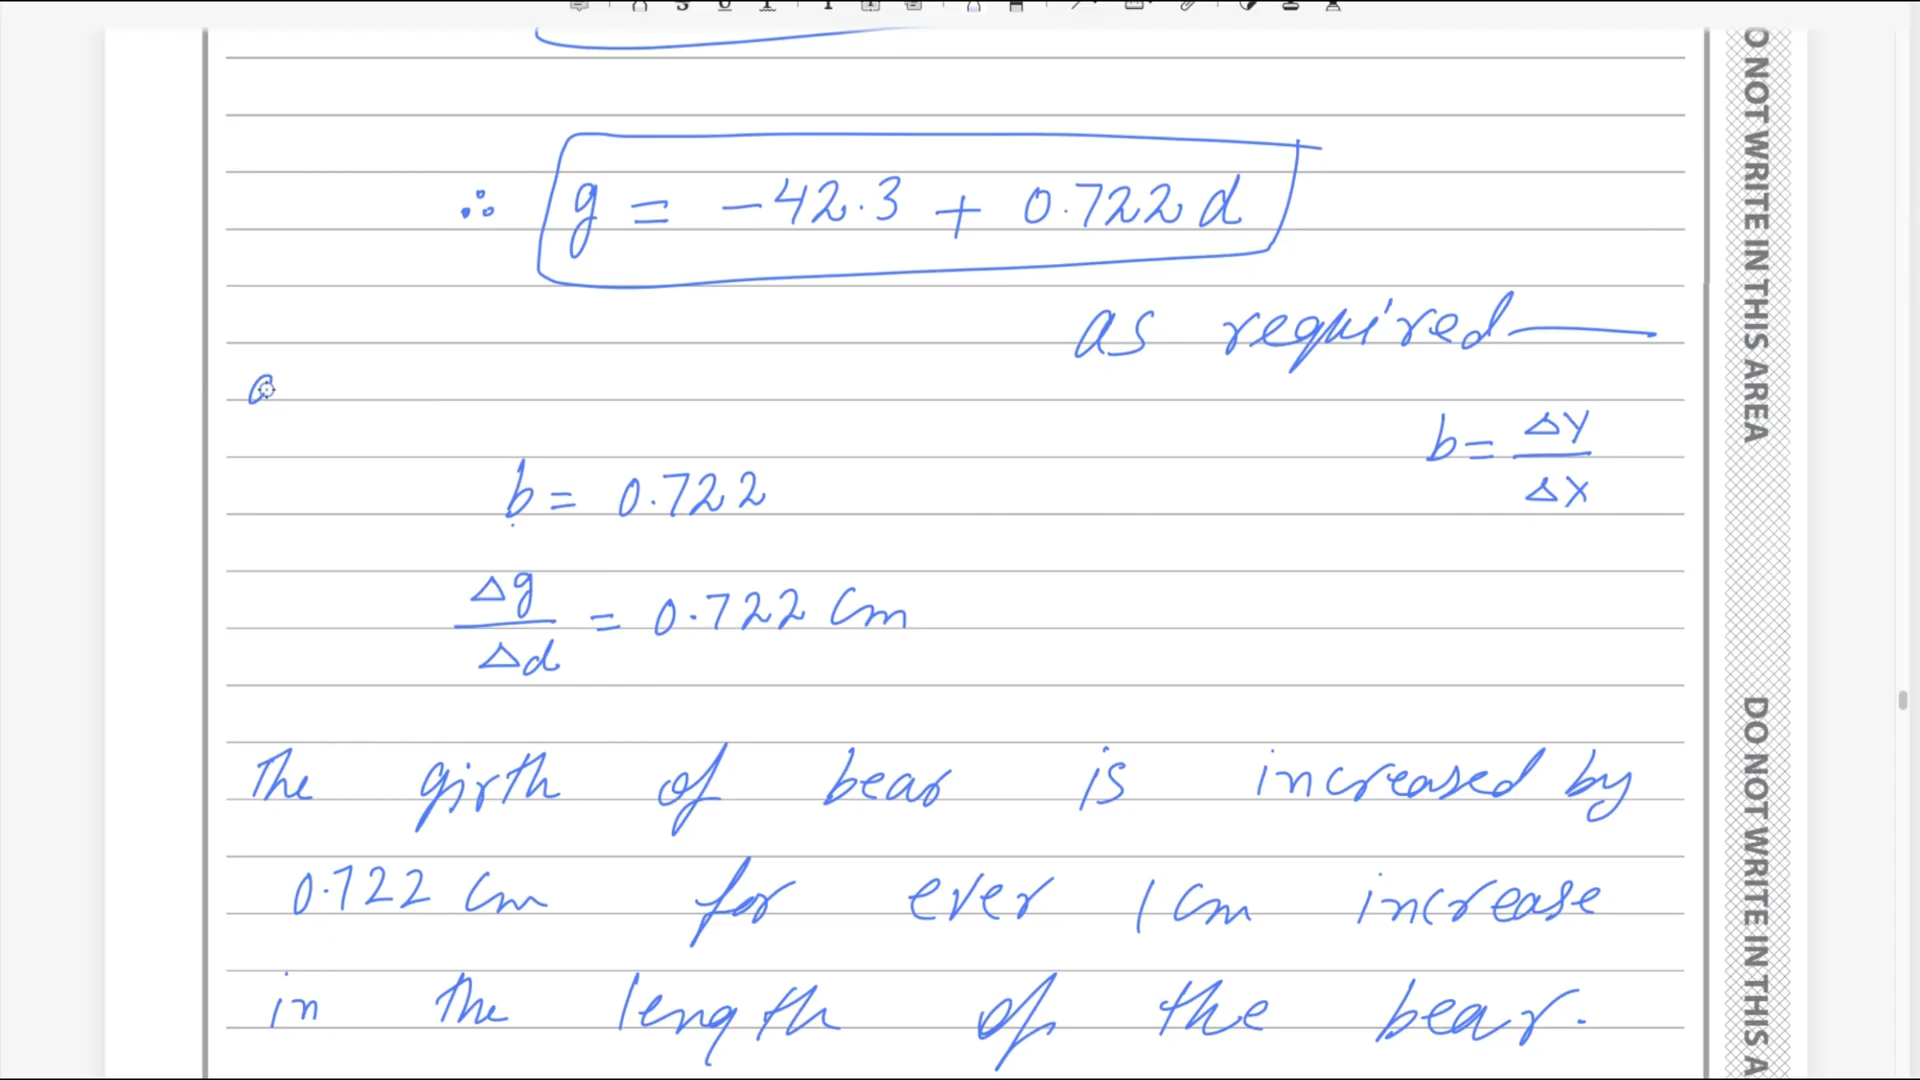 ∴ g = -42.3 + 0.722 d
as required
b = ΔY/ΔX
b = 0.722
Δg/Δd = 0.722 cm
The girth of bear is increased by
0.722 cm for ever 1 cm increase
in the length of the bear.
O NOT WRITE IN THIS AREA
DO NOT WRITE IN THIS A